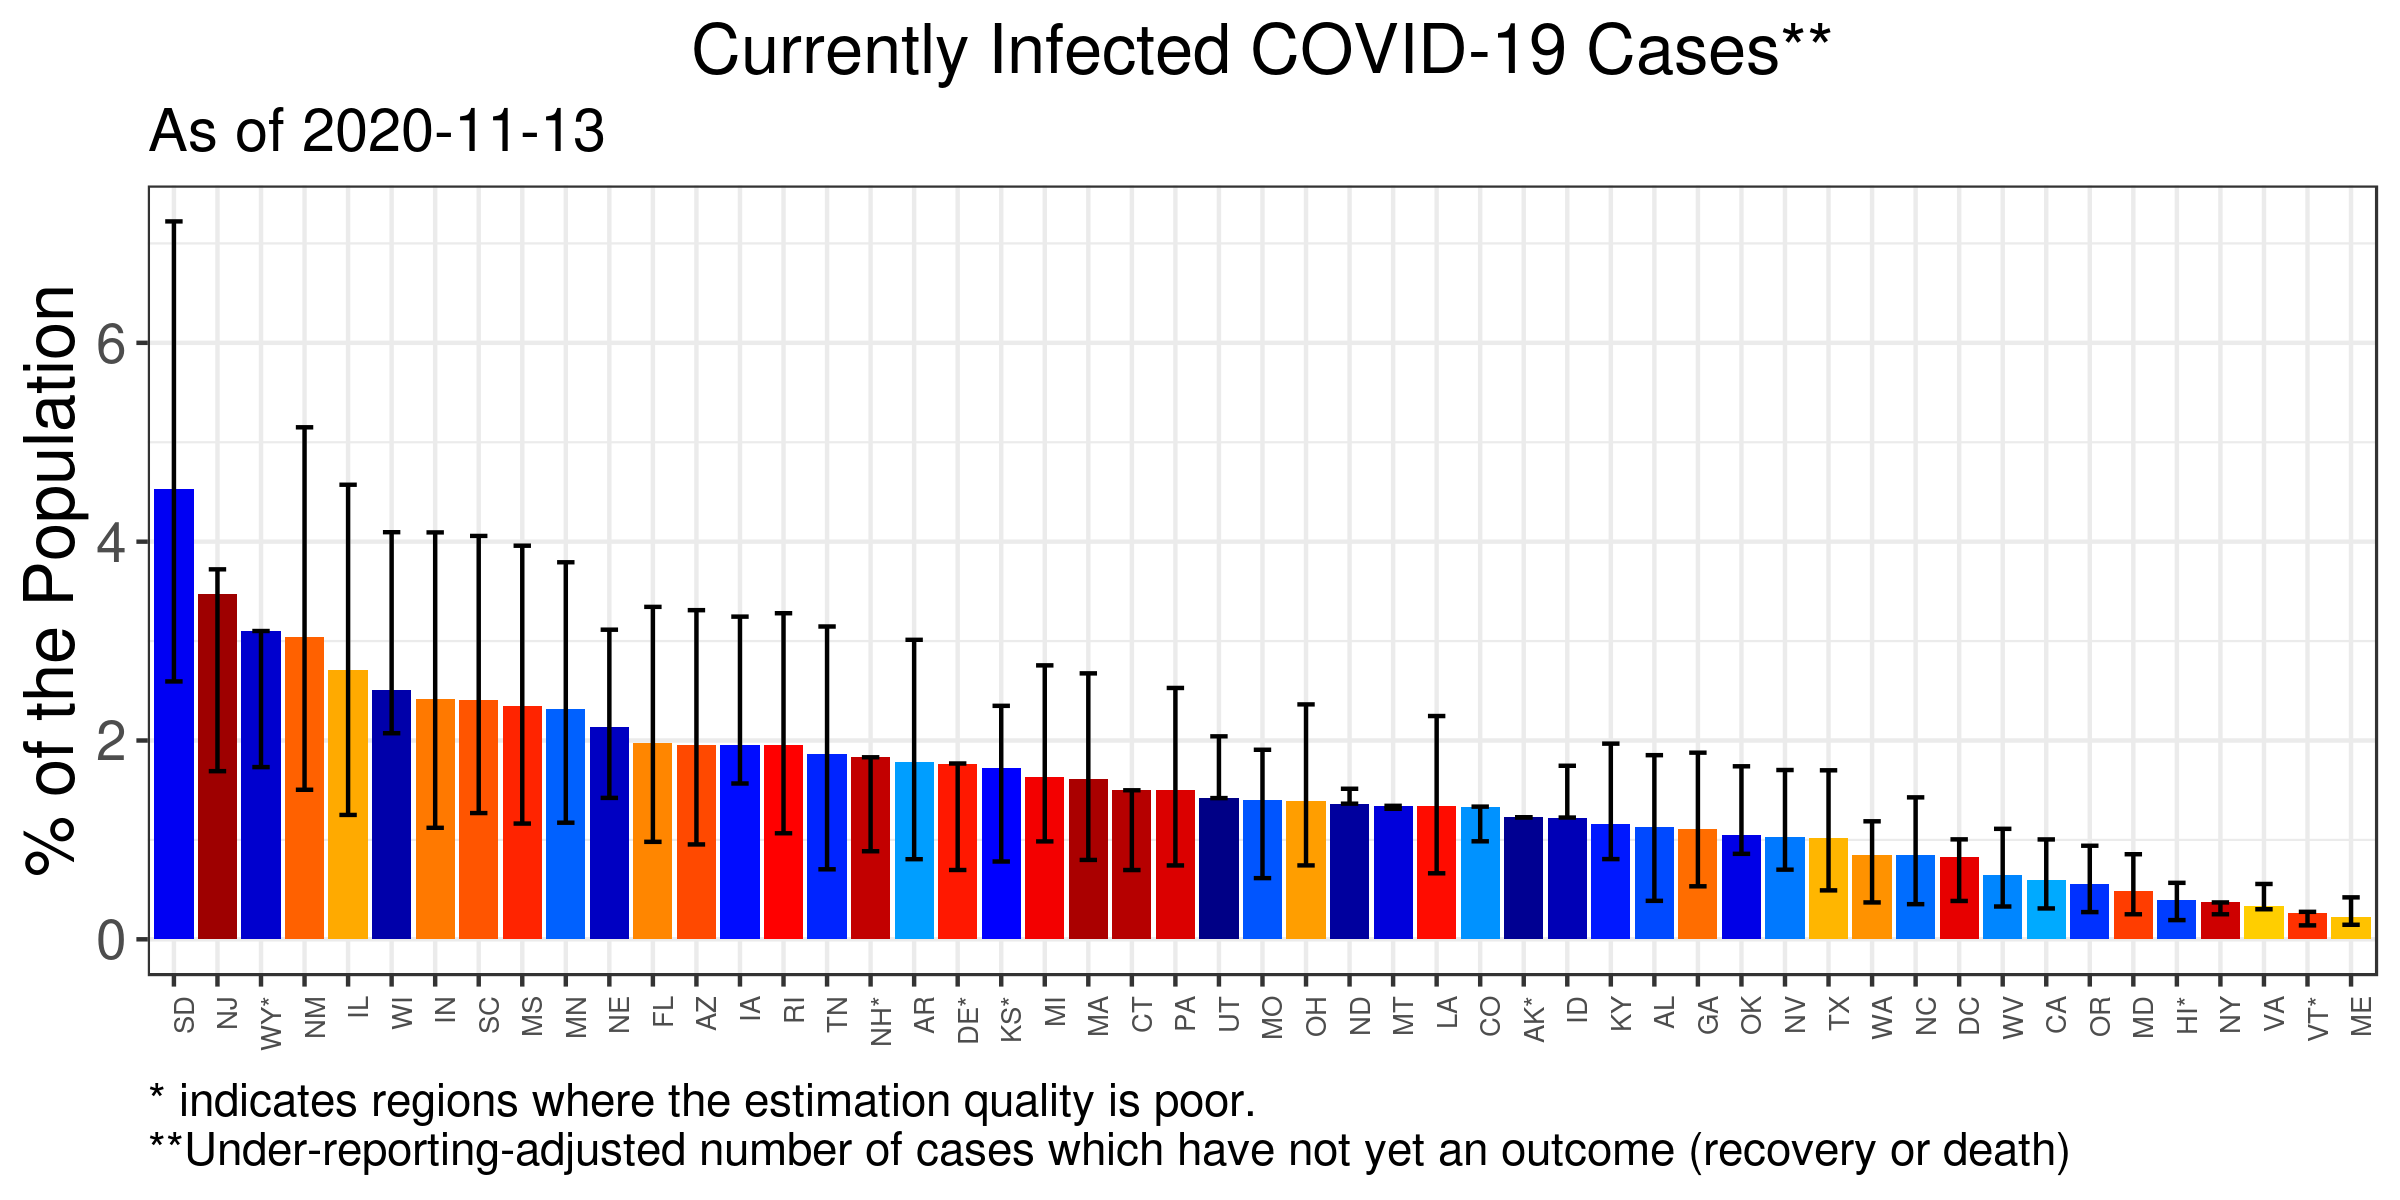 Currently Infected COVID-19 Cases**
As of 2020-11-13
% of the Population
6
4
2
0
SD NJ WY* NM IL WI IN SC MS MN NE FL AZ IA RI TN NH* AR DE* KS* MI MA CT PA UT MO OH ND MT LA CO AK* ID KY AL GA OK NV TX WA NC DC WV CA OR MD HI* NY VA VT* ME
* indicates regions where the estimation quality is poor.
**Under-reporting-adjusted number of cases which have not yet an outcome (recovery or death)